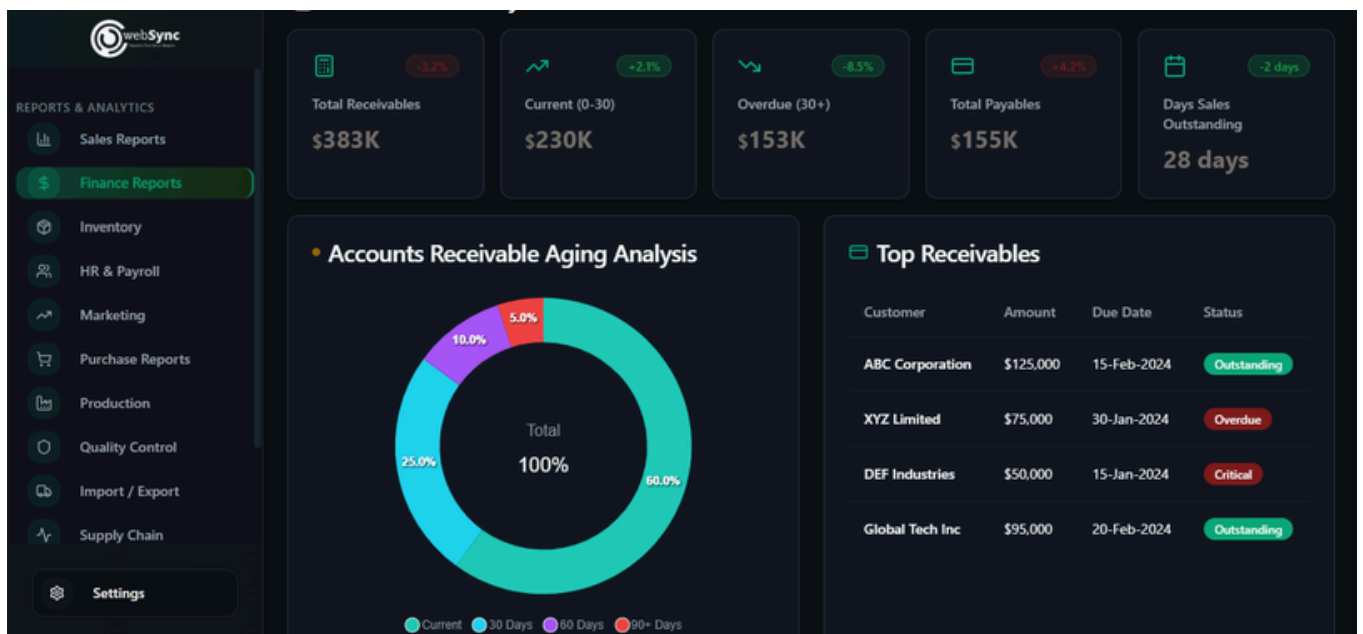 webSync
REPORTS & ANALYTICS
Sales Reports
Finance Reports
Inventory
HR & Payroll
Marketing
Purchase Reports
Production
Quality Control
Import / Export
Supply Chain
Settings
-3.2%
Total Receivables
$383K
+2.1%
Current (0-30)
$230K
-8.5%
Overdue (30+)
$153K
+4.2%
Total Payables
$155K
-2 days
Days Sales
Outstanding
28 days
Accounts Receivable Aging Analysis
5.0%
10.0%
25.0%
60.0%
Total
100%
Current 30 Days 60 Days 90+ Days
Top Receivables
Customer Amount Due Date Status
ABC Corporation $125,000 15-Feb-2024 Outstanding
XYZ Limited $75,000 30-Jan-2024 Overdue
DEF Industries $50,000 15-Jan-2024 Critical
Global Tech Inc $95,000 20-Feb-2024 Outstanding